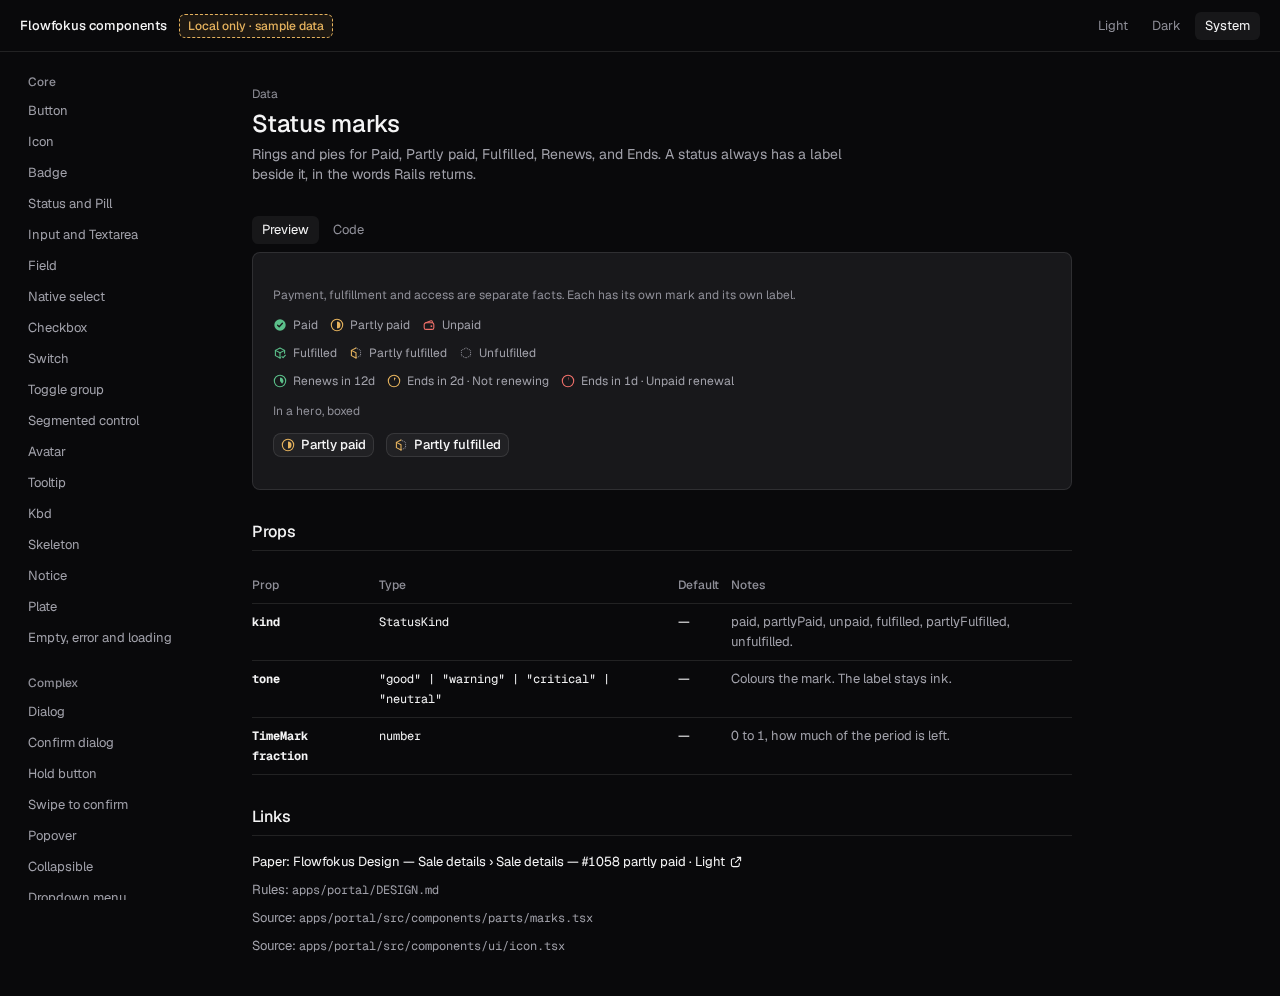 Flowfokus components
Local only · sample data
Light
Dark
System
Core
Button
Icon
Badge
Status and Pill
Input and Textarea
Field
Native select
Checkbox
Switch
Toggle group
Segmented control
Avatar
Tooltip
Kbd
Skeleton
Notice
Plate
Empty, error and loading
Complex
Dialog
Confirm dialog
Hold button
Swipe to confirm
Popover
Collapsible
Dropdown menu
Data
Status marks
Rings and pies for Paid, Partly paid, Fulfilled, Renews, and Ends. A status always has a label
beside it, in the words Rails returns.
Preview
Code
Payment, fulfillment and access are separate facts. Each has its own mark and its own label.
Paid
Partly paid
Unpaid
Fulfilled
Partly fulfilled
Unfulfilled
Renews in 12d
Ends in 2d · Not renewing
Ends in 1d · Unpaid renewal
In a hero, boxed
Partly paid
Partly fulfilled
Props
Prop
Type
Default
Notes
kind
StatusKind
—
paid, partlyPaid, unpaid, fulfilled, partlyFulfilled,
unfulfilled.
tone
"good" | "warning" | "critical" |
"neutral"
—
Colours the mark. The label stays ink.
TimeMark
fraction
number
—
0 to 1, how much of the period is left.
Links
Paper: Flowfokus Design — Sale details › Sale details — #1058 partly paid · Light
Rules: apps/portal/DESIGN.md
Source: apps/portal/src/components/parts/marks.tsx
Source: apps/portal/src/components/ui/icon.tsx